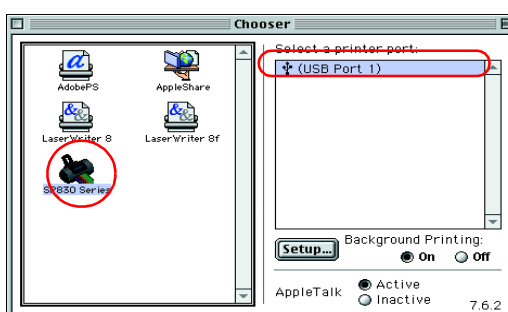 Chooser
Select a printer port:
(USB Port 1)
AdobePS
AppleShare
LaserWriter 8
LaserWriter 8f
SP830 Series
Setup...
Background Printing:
On
Off
AppleTalk
Active
Inactive
7.6.2